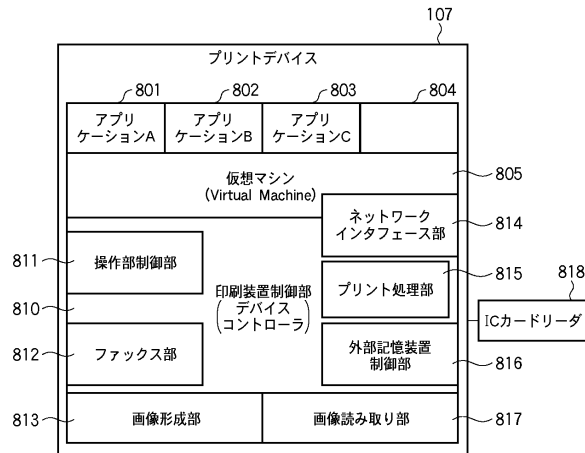 107
プリントデバイス
801
802
803
804
アプリ
ケーションA
アプリ
ケーションB
アプリ
ケーションC
仮想マシン
(Virtual Machine)
805
ネットワーク
インタフェース部
814
811
操作部制御部
810
印刷装置制御部
(デバイス
コントローラ)
プリント処理部
815
818
ICカードリーダ
812
ファックス部
外部記憶装置
制御部
816
813
画像形成部
画像読み取り部
817